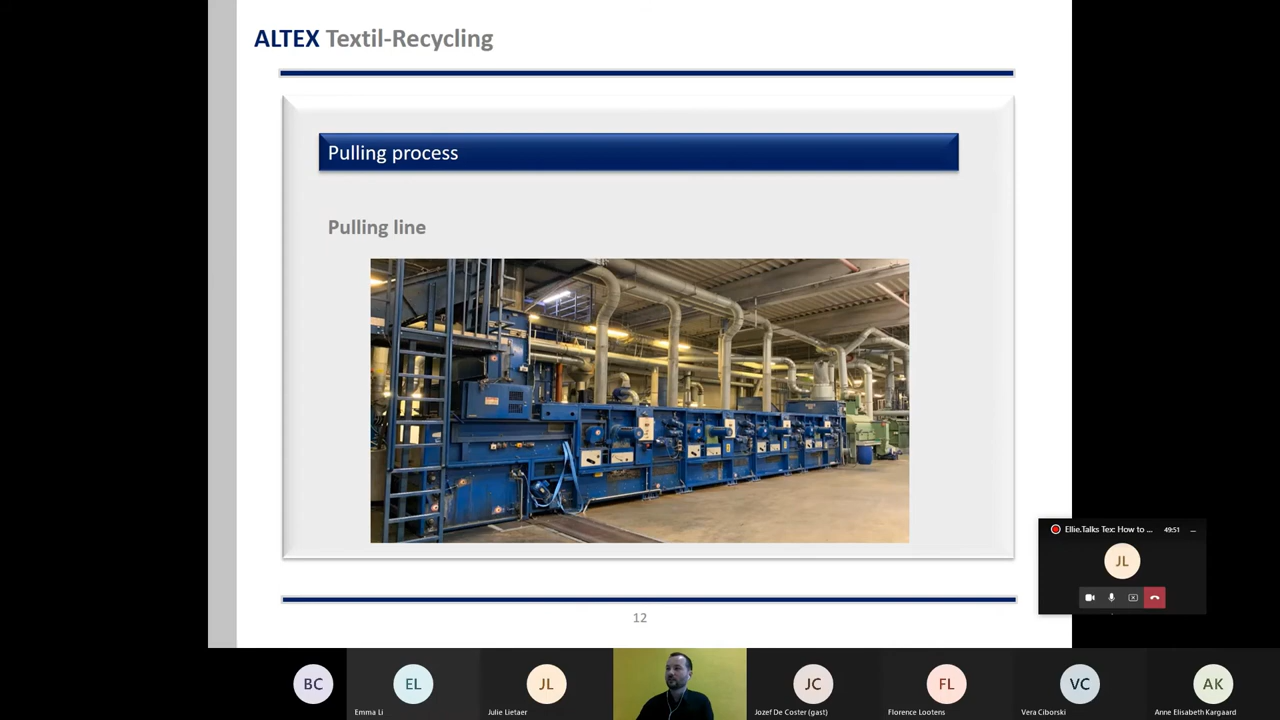 ALTEX Textil-Recycling
Pulling process
Pulling line
Ellie.Talks Tex: How to ...
49:51
JL
12
BC
EL
JL
JC
FL
VC
AK
Emma Li
Julie Lietaer
Jozef De Coster (gast)
Florence Lootens
Vera Ciborski
Anne Elisabeth Kargaard